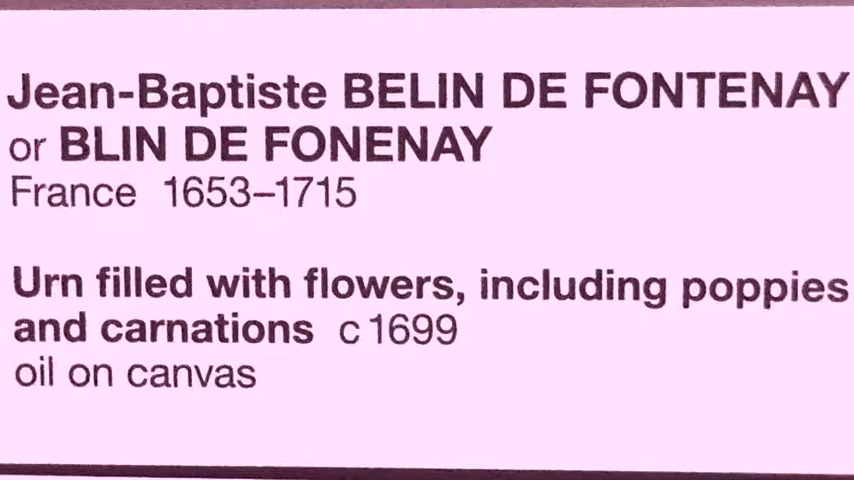 Jean-Baptiste BELIN DE FONTENAY
or BLIN DE FONENAY
France 1653–1715
Urn filled with flowers, including poppies
and carnations c1699
oil on canvas